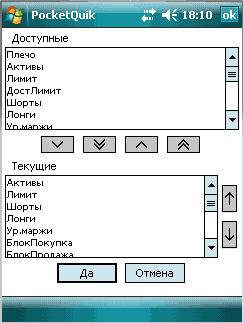 PocketQuik 18:10 ok
Доступные
Плечо
Активы
Лимит
ДостЛимит
Шорты
Лонги
Ур.маржи
Текущие
Активы
Лимит
Шорты
Лонги
Ур.маржи
БлокПокупка
БлокПродажа
Да Отмена